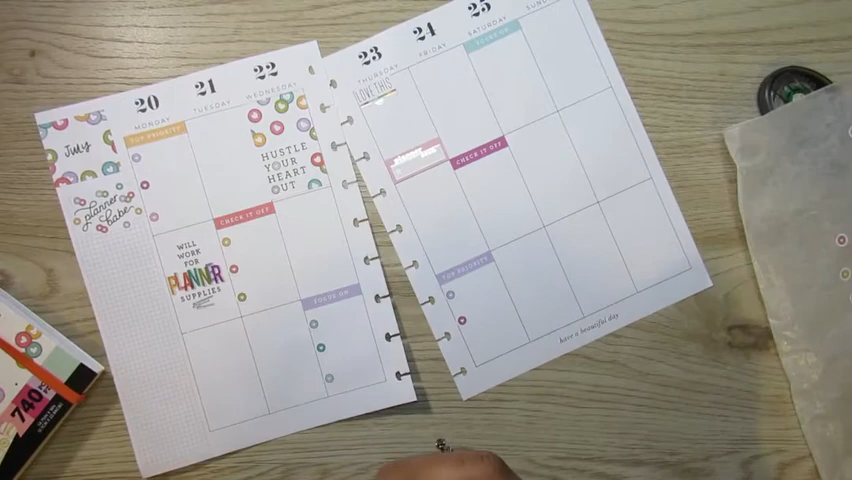 20
MONDAY
21
TUESDAY
22
WEDNESDAY
July
planner
babe
TOP PRIORITY
HUSTLE
YOUR
HEART
OUT
WILL
WORK
FOR
PLANNER
SUPPLIES
CHECK IT OFF
FOCUS ON
23
THURSDAY
24
FRIDAY
25
SATURDAY
LOVE THIS
FOCUS ON
CHECK IT OFF
TOP PRIORITY
have a beautiful day
740